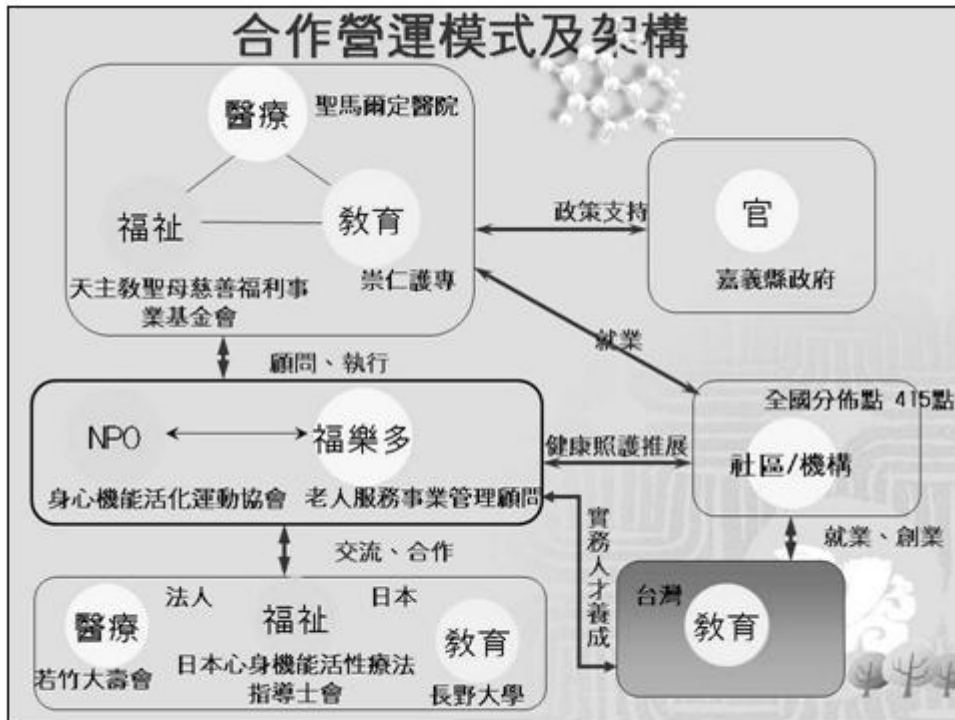 合作營運模式及架構
醫療
聖馬爾定醫院
福祉
教育
天主教聖母慈善福利事
業基金會
崇仁護專
政策支持
官
嘉義縣政府
就業
顧問、執行
NPO
福樂多
身心機能活化運動協會
老人服務事業管理顧問
健康照護推展
全國分佈點 415點
社區/機構
交流、合作
實務人才養成
就業、創業
法人
日本
醫療
福祉
教育
若竹大壽會
日本心身機能活性療法
指導士會
長野大學
台灣
教育